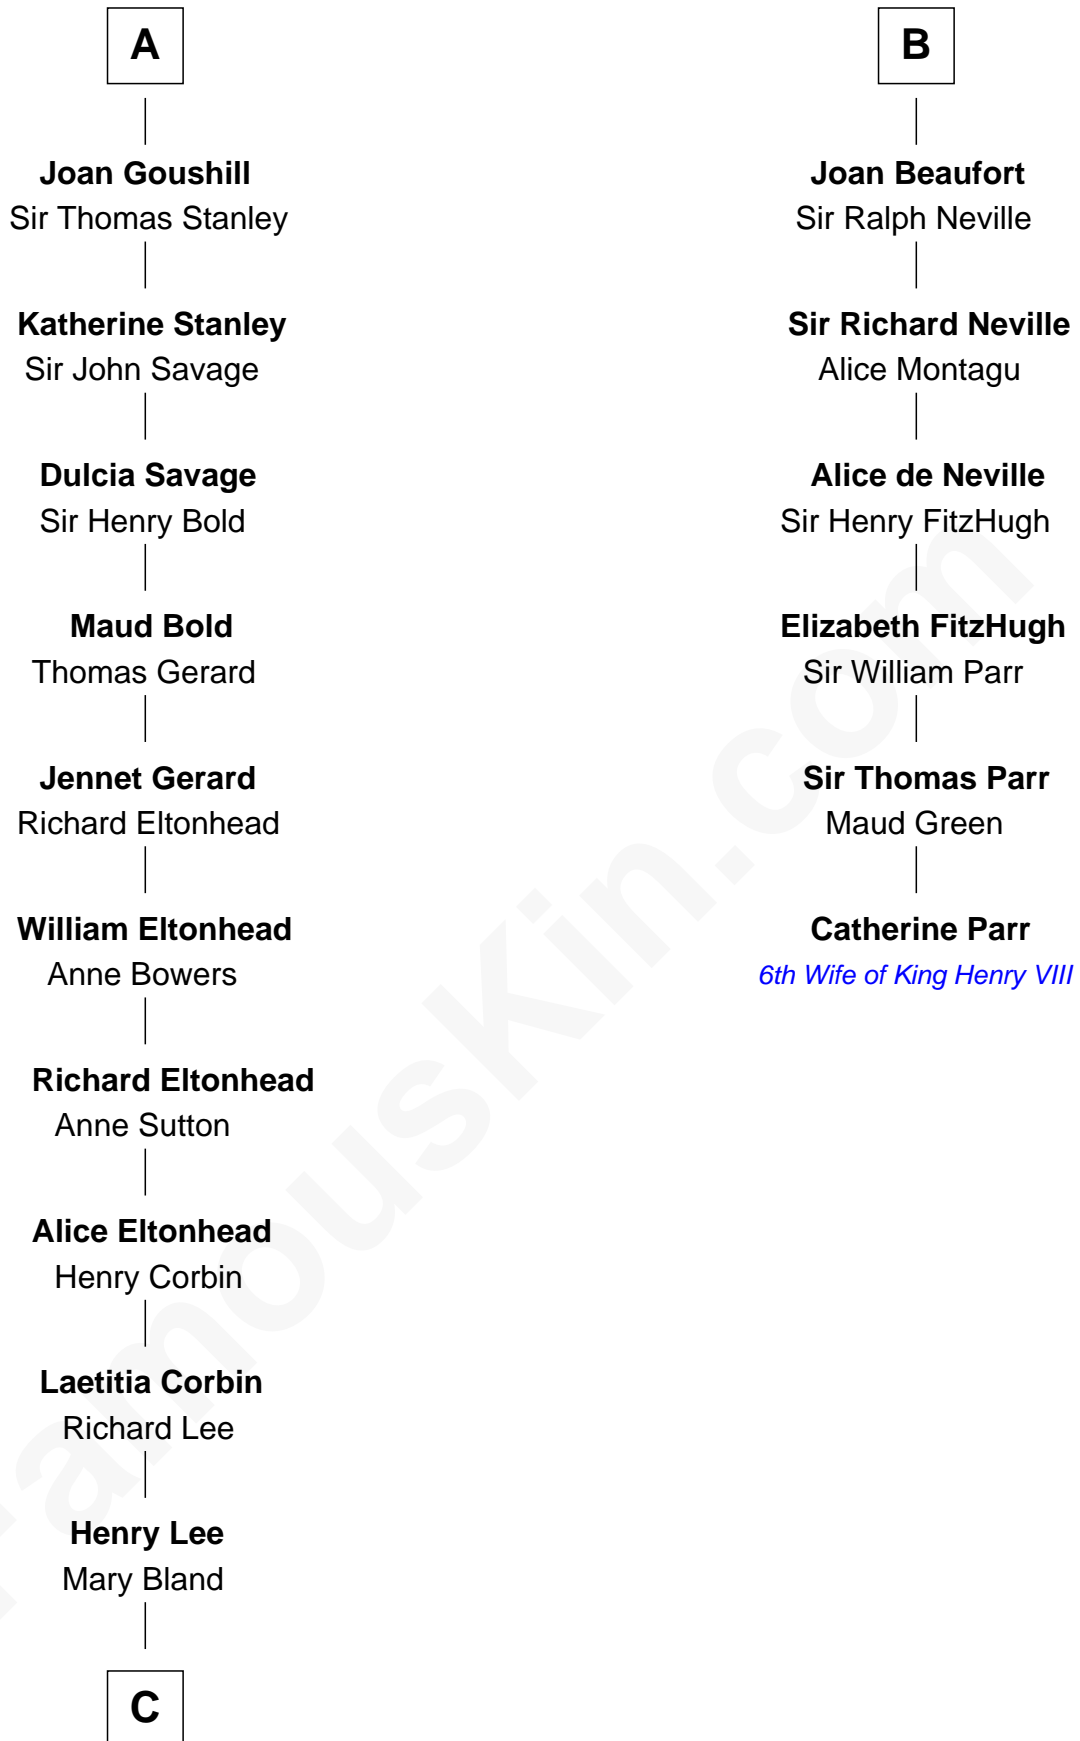 A
Joan Goushill
Sir Thomas Stanley
Katherine Stanley
Sir John Savage
Dulcia Savage
Sir Henry Bold
Maud Bold
Thomas Gerard
Jennet Gerard
Richard Eltonhead
William Eltonhead
Anne Bowers
Richard Eltonhead
Anne Sutton
Alice Eltonhead
Henry Corbin
Laetitia Corbin
Richard Lee
Henry Lee
Mary Bland
C
B
Joan Beaufort
Sir Ralph Neville
Sir Richard Neville
Alice Montagu
Alice de Neville
Sir Henry FitzHugh
Elizabeth FitzHugh
Sir William Parr
Sir Thomas Parr
Maud Green
Catherine Parr
6th Wife of King Henry VIII
FamousKin.com